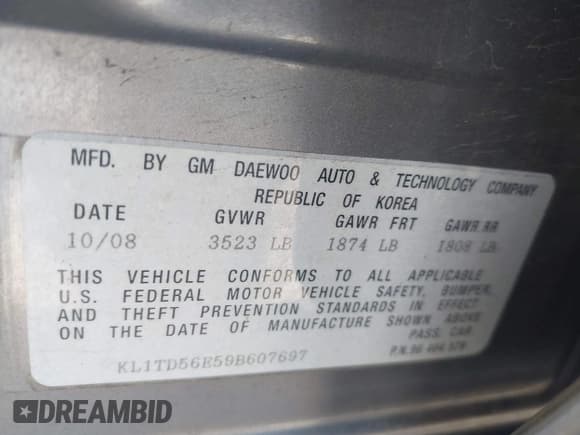 MFD. BY GM DAEWOO AUTO & TECHNOLOGY COMPANY
REPUBLIC OF KOREA
DATE GVWR GAWR FRT GAWR RR
10/08 3523 LB 1874 LB 1808 LB
THIS VEHICLE CONFORMS TO ALL APPLICABLE
U.S. FEDERAL MOTOR VEHICLE SAFETY, BUMPER,
AND THEFT PREVENTION STANDARDS IN EFFECT
ON THE DATE OF MANUFACTURE SHOWN ABOVE
PASS. CAR
KL1TD56E59B607697 P.N. 96
DREAMBID